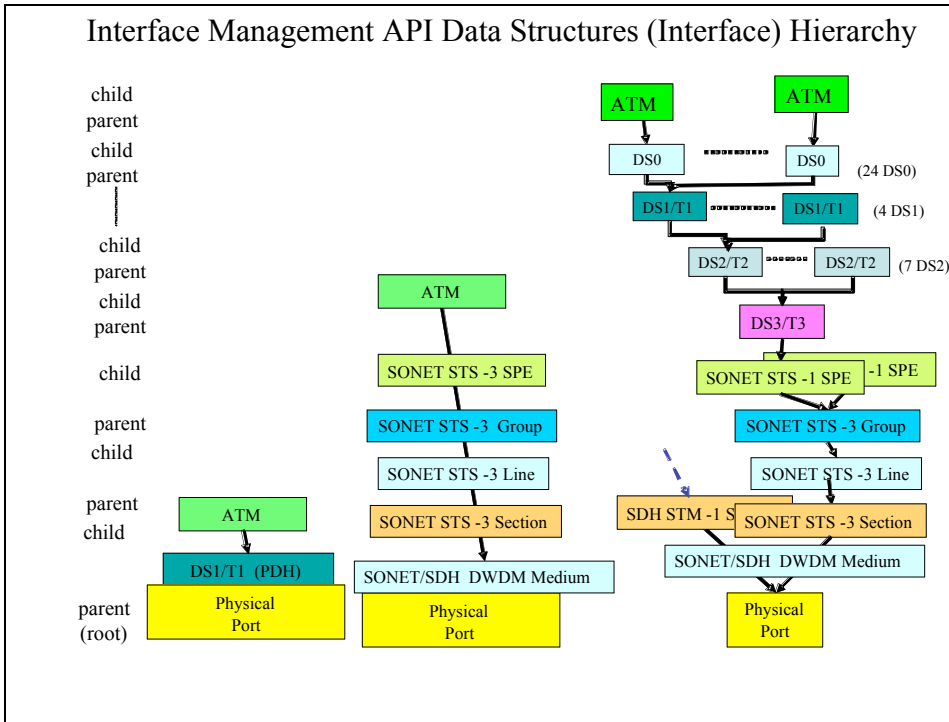 Interface Management API Data Structures (Interface) Hierarchy
child
parent
child
parent
child
parent
child
parent
child
parent
child
parent
child
parent
(root)
ATM
DS1/T1 (PDH)
Physical
Port
ATM
SONET STS -3 SPE
SONET STS -3 Group
SONET STS -3 Line
SONET STS -3 Section
SONET/SDH DWDM Medium
Physical
Port
ATM
ATM
DS0
DS0
(24 DS0)
DS1/T1
DS1/T1
(4 DS1)
DS2/T2
DS2/T2
(7 DS2)
DS3/T3
SONET STS -1 SPE
-1 SPE
SONET STS -3 Group
SONET STS -3 Line
SDH STM -1 S
SONET STS -3 Section
SONET/SDH DWDM Medium
Physical
Port